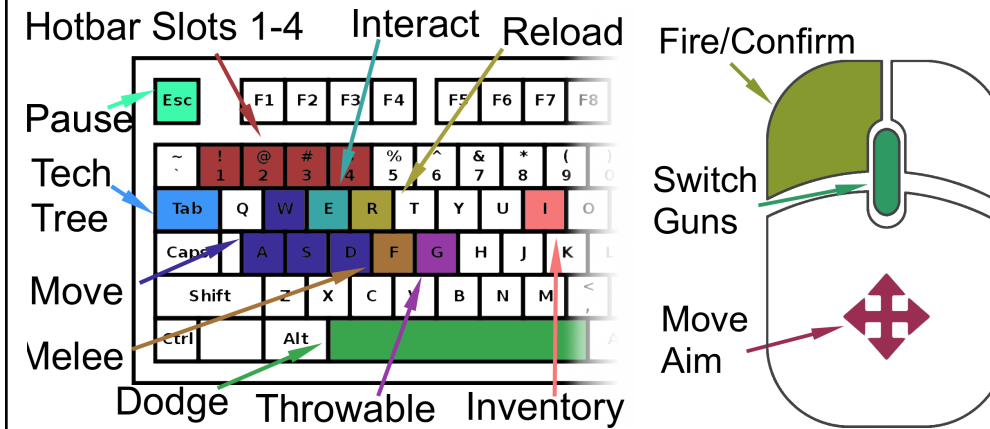 Hotbar Slots 1-4
Interact
Reload
Fire/Confirm
Esc F1 F2 F3 F4 F5 F6 F7 F8
Pause
~ ! @ # % ^ & * ( )
` 1 2 3 4 5 6 7 8 9 0
Tech
Tree
Tab Q W E R T Y U I O
Switch
Guns
Caps A S D F G H J K L
Move
Shift Z X C V B N M <
,
Move
Aim
Ctrl Alt A
Melee
Dodge
Throwable
Inventory